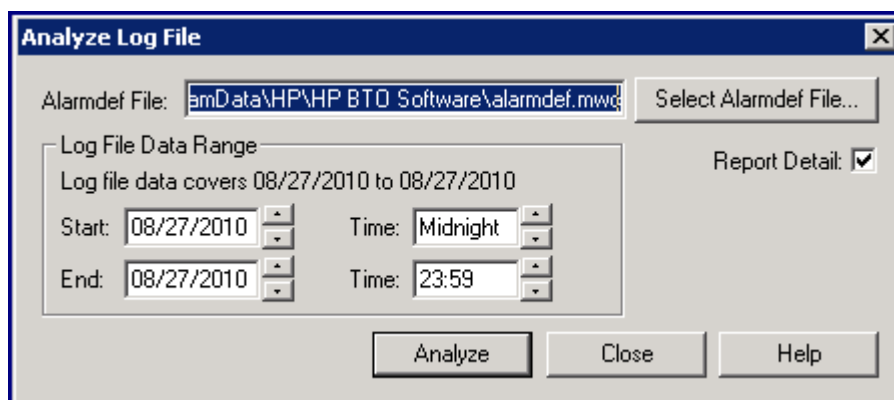 Analyze Log File
Alarmdef File: amData\HP\HP BTO Software\alarmdef.mwc Select Alarmdef File...
Log File Data Range
Report Detail:
Log file data covers 08/27/2010 to 08/27/2010
Start: 08/27/2010 Time: Midnight
End: 08/27/2010 Time: 23:59
Analyze Close Help